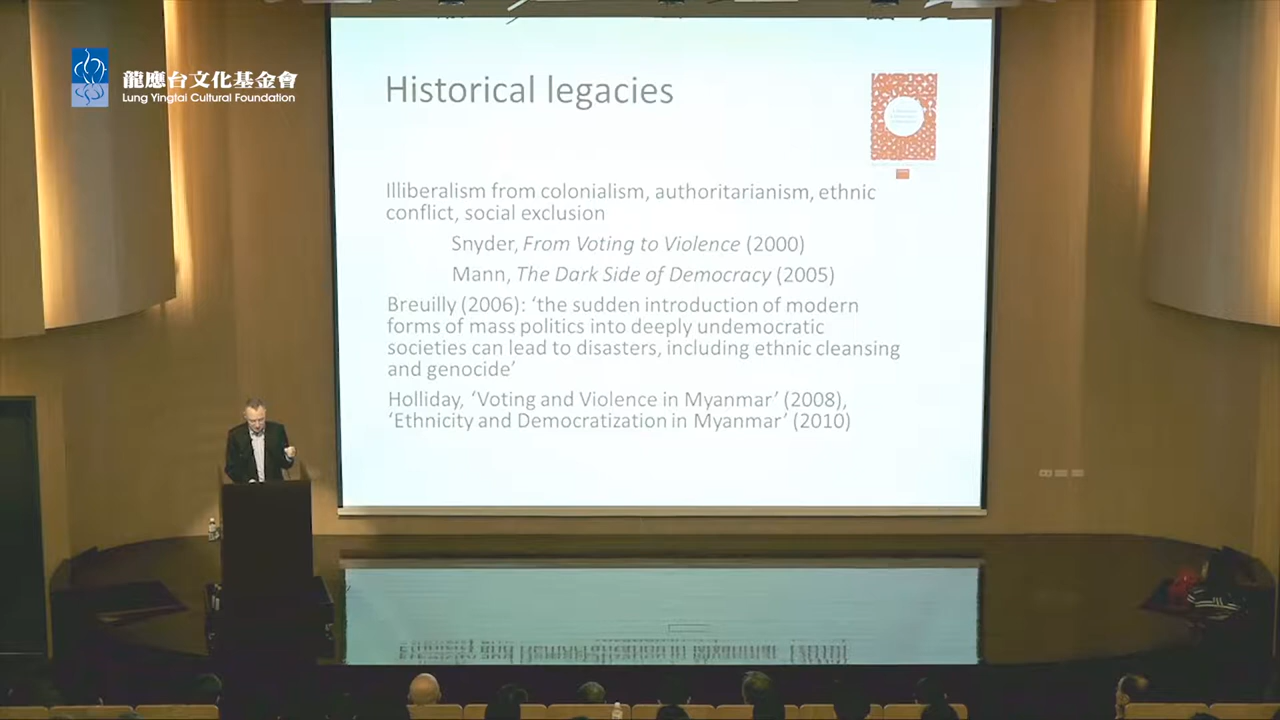 龍應台文化基金會
Lung Yingtai Cultural Foundation
Historical legacies
Illiberalism from colonialism, authoritarianism, ethnic
conflict, social exclusion
Snyder, From Voting to Violence (2000)
Mann, The Dark Side of Democracy (2005)
Breuilly (2006): ‘the sudden introduction of modern
forms of mass politics into deeply undemocratic
societies can lead to disasters, including ethnic cleansing
and genocide’
Holliday, ‘Voting and Violence in Myanmar’ (2008),
‘Ethnicity and Democratization in Myanmar’ (2010)